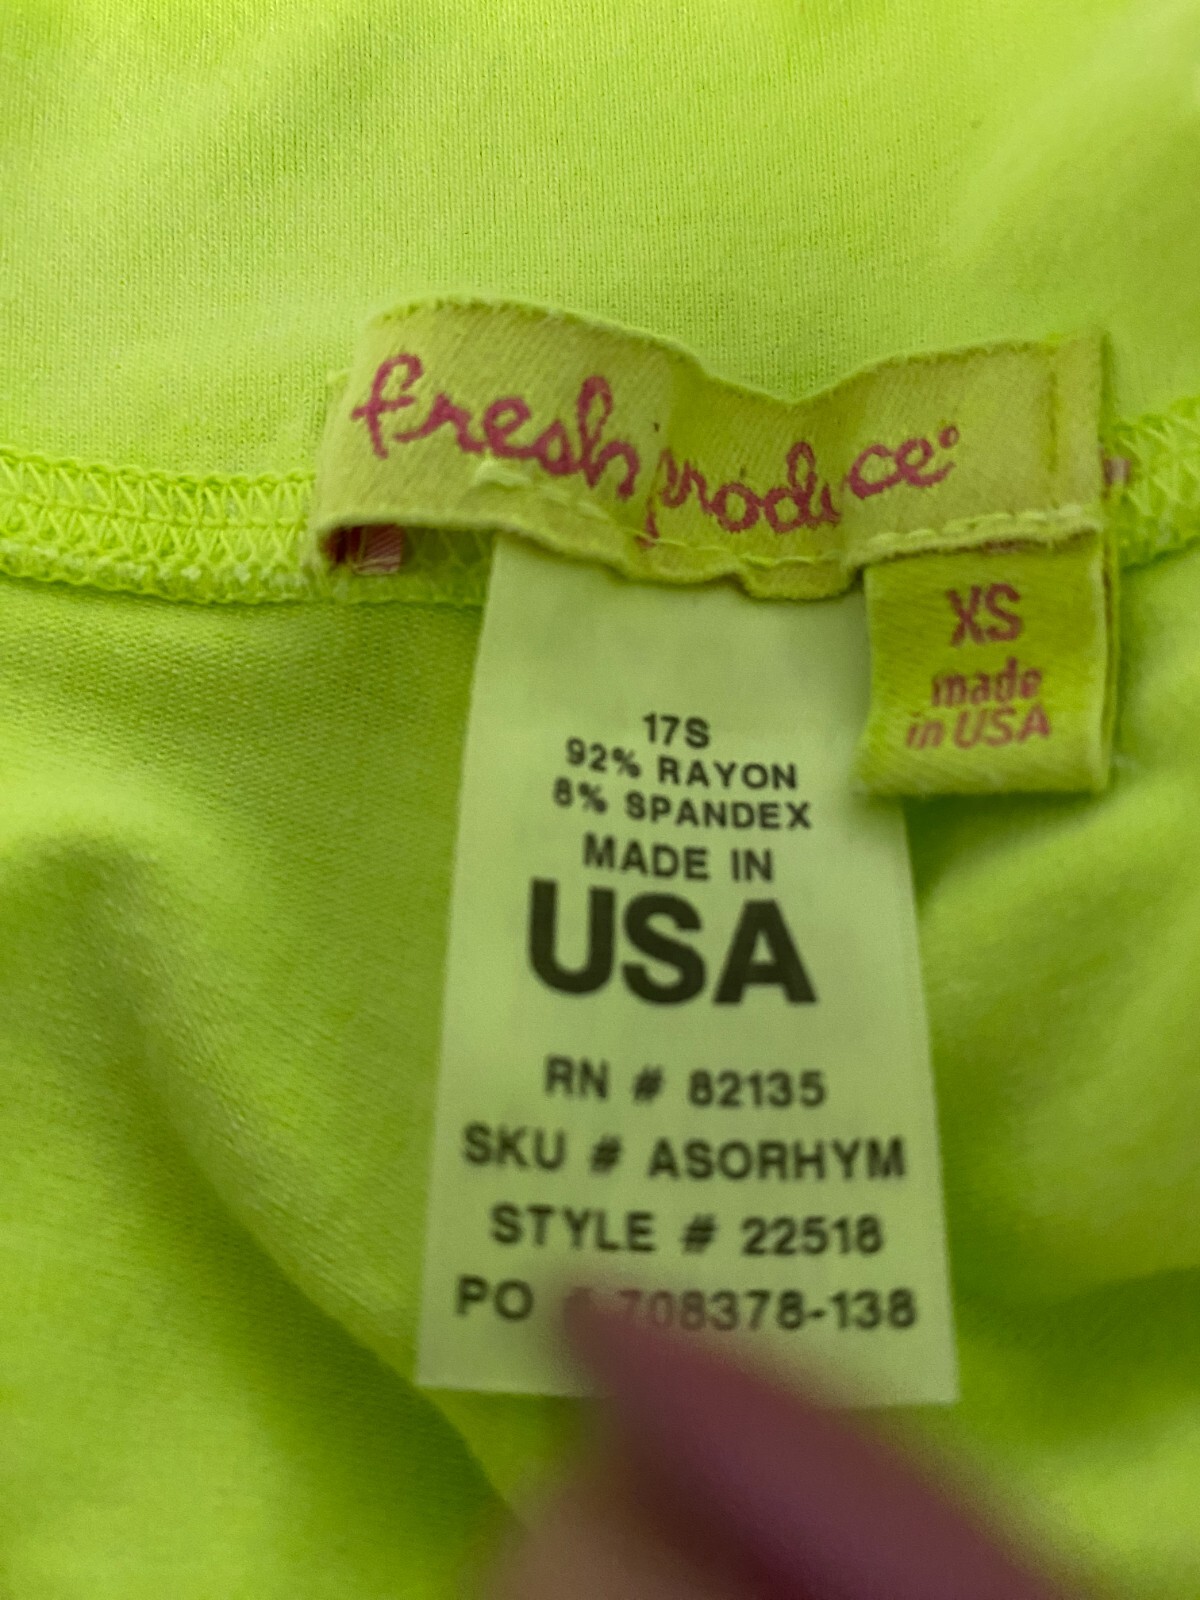 fresh produce
XS
made
in USA
17S
92% RAYON
8% SPANDEX
MADE IN
USA
RN # 82135
SKU # ASORHYM
STYLE # 22518
PO 708378-138